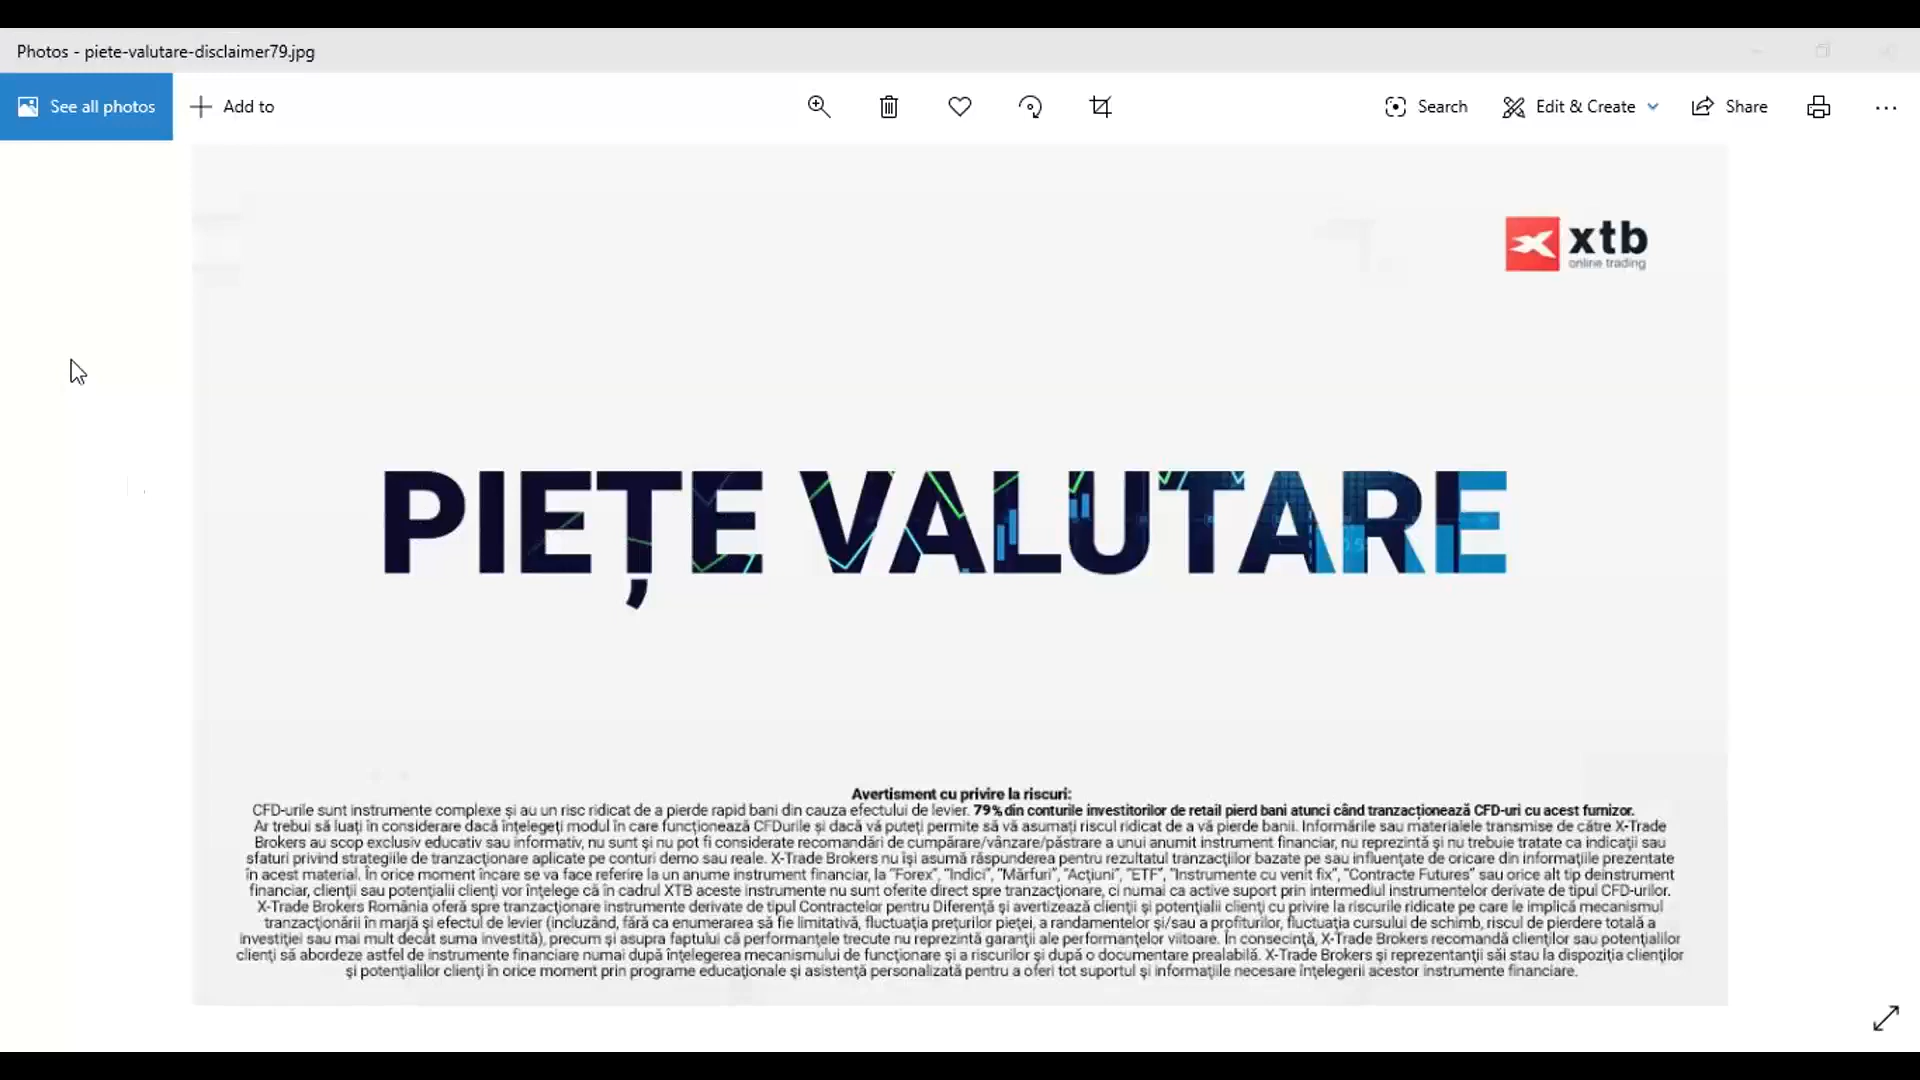 Photos - piete-valutare-disclaimer79.jpg
See all photos
Add to
Search
Edit & Create
Share
xtb
online trading
PIEȚE VALUTARE
Avertisment cu privire la riscuri:
CFD-urile sunt instrumente complexe și au un risc ridicat de a pierde rapid bani din cauza efectului de levier. 79% din conturile investitorilor de retail pierd bani atunci când tranzacționează CFD-uri cu acest furnizor.
Ar trebui să luați în considerare dacă înțelegeți modul în care funcționează CFDurile și dacă vă puteți permite să vă asumați riscul ridicat de a vă pierde banii. Informările sau materialele transmise de către X-Trade
Brokers au scop exclusiv educativ sau informativ, nu sunt și nu pot fi considerate recomandări de cumpărare/vânzare/păstrare a unui anumit instrument financiar, nu reprezintă și nu trebuie tratate ca indicații sau
sfaturi privind strategiile de tranzacționare aplicate pe conturi demo sau reale. X-Trade Brokers nu își asumă răspunderea pentru rezultatul tranzacțiilor bazate pe sau influențate de oricare din informațiile prezentate
în acest material. În orice moment încare se va face referire la un anume instrument financiar, la "Forex", "Indici", "Mărfuri", "Acțiuni", "ETF", "Instrumente cu venit fix", "Contracte Futures" sau orice alt tip deinstrument
financiar, clienții sau potențialii clienți vor înțelege că în cadrul XTB aceste instrumente nu sunt oferite direct spre tranzacționare, ci numai ca active suport prin intermediul instrumentelor derivate de tipul CFD-urilor.
X-Trade Brokers România oferă spre tranzacționare instrumente derivate de tipul Contractelor pentru Diferență și avertizează clienții și potențialii clienți cu privire la riscurile ridicate pe care le implică mecanismul
tranzacționării în marjă și efectul de levier (incluzând, fără ca enumerarea să fie limitativă, fluctuația prețurilor pieței, a randamentelor și/sau a profiturilor, fluctuația cursului de schimb, riscul de pierdere totală a
investiției sau mai mult decât suma investită), precum și asupra faptului că performanțele trecute nu reprezintă garanții ale performanțelor viitoare. În consecință, X-Trade Brokers recomandă clienților sau potențialilor
clienți să abordeze astfel de instrumente financiare numai după înțelegerea mecanismului de funcționare și a riscurilor și după o documentare prealabilă. X-Trade Brokers și reprezentanții săi stau la dispoziția clienților
și potențialilor clienți în orice moment prin programe educaționale și asistență personalizată pentru a oferi tot suportul și informațiile necesare înțelegerii acestor instrumente financiare.